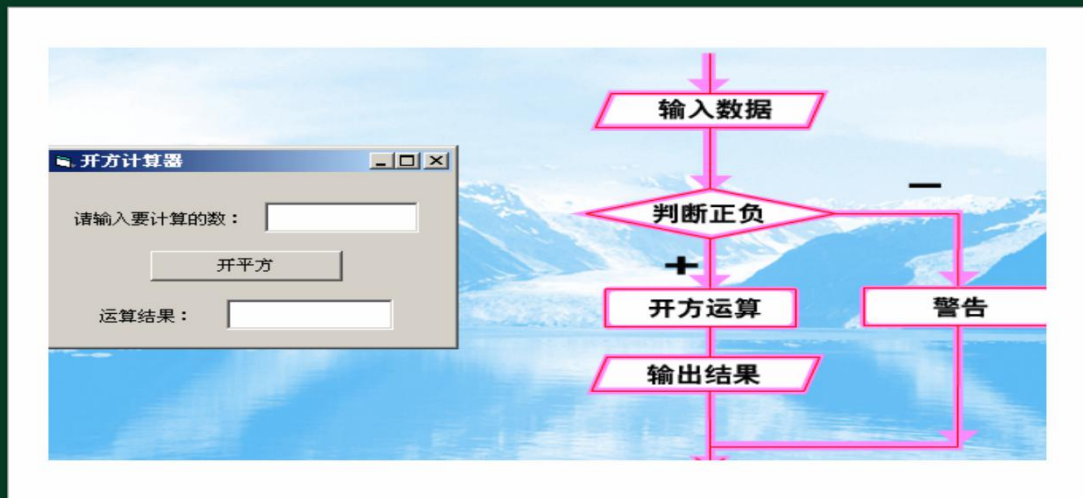 开方计算器
请输入要计算的数：
开平方
运算结果：
输入数据
判断正负
—
+
开方运算
警告
输出结果